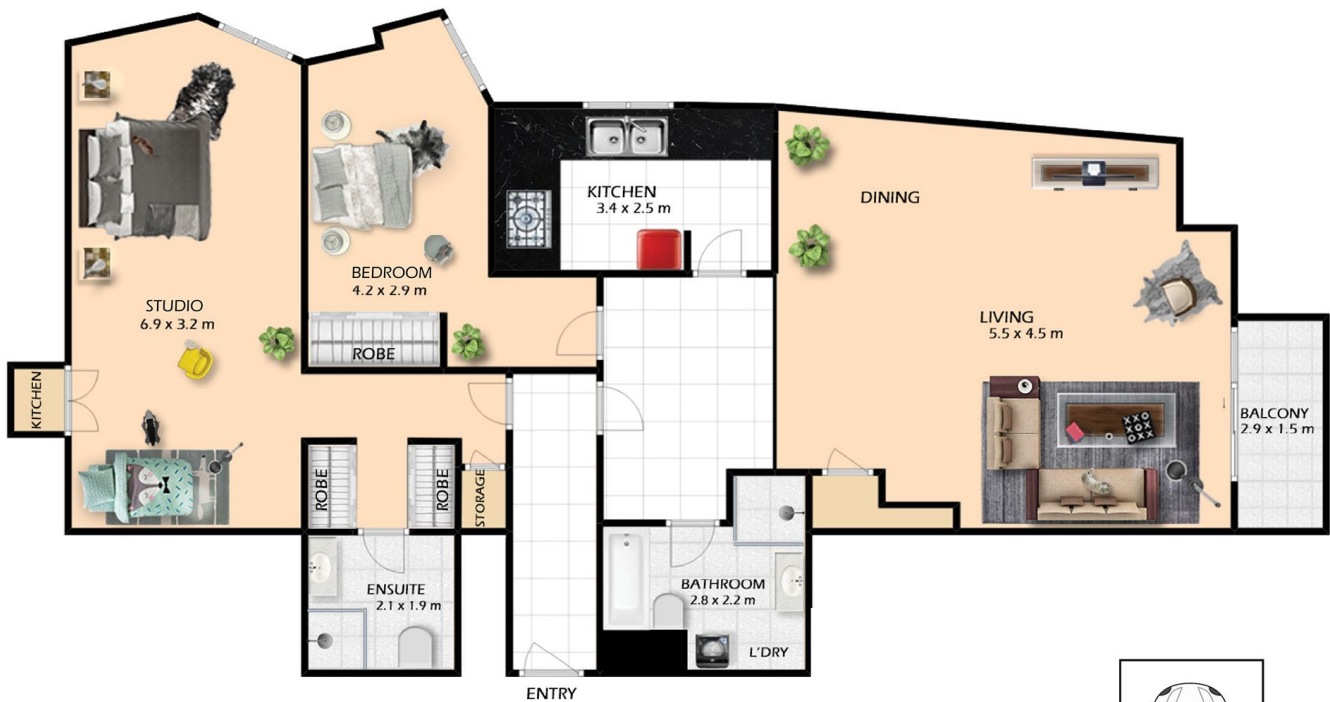 KITCHEN
3.4 x 2.5 m
DINING
BEDROOM
4.2 x 2.9 m
STUDIO
6.9 x 3.2 m
LIVING
5.5 x 4.5 m
ROBE
KITCHEN
BALCONY
2.9 x 1.5 m
ROBE
ROBE
STORAGE
ENSUITE
2.1 x 1.9 m
BATHROOM
2.8 x 2.2 m
L'DRY
ENTRY